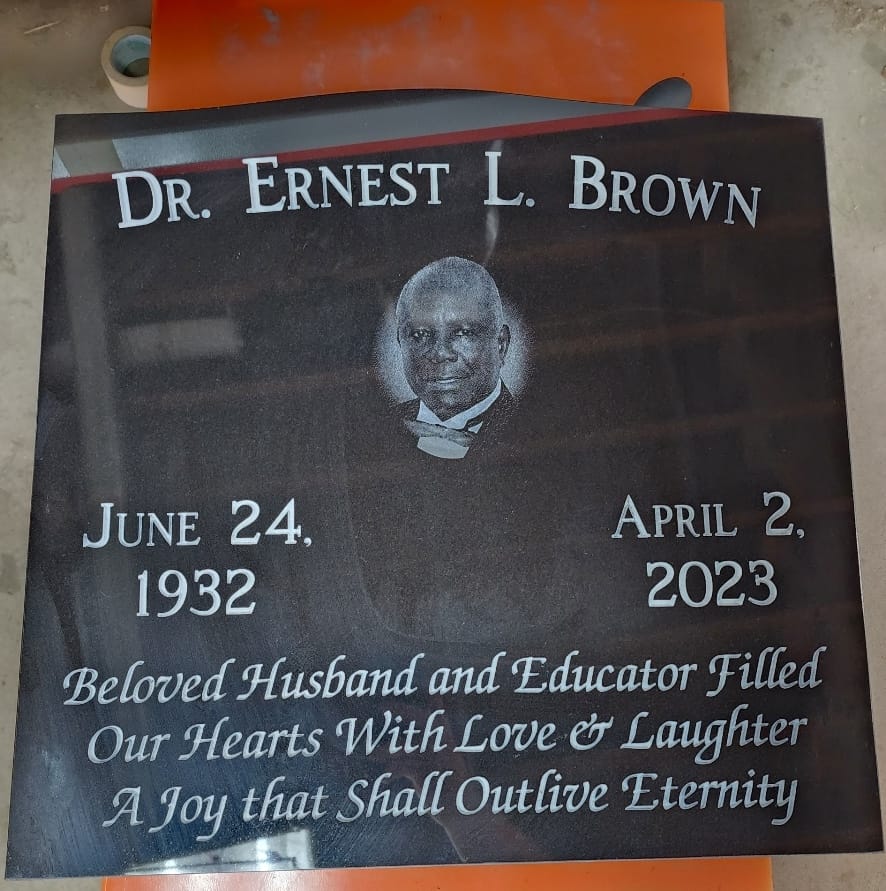 Dr. Ernest L. Brown
June 24,
1932
April 2,
2023
Beloved Husband and Educator Filled
Our Hearts With Love & Laughter
A Joy that Shall Outlive Eternity